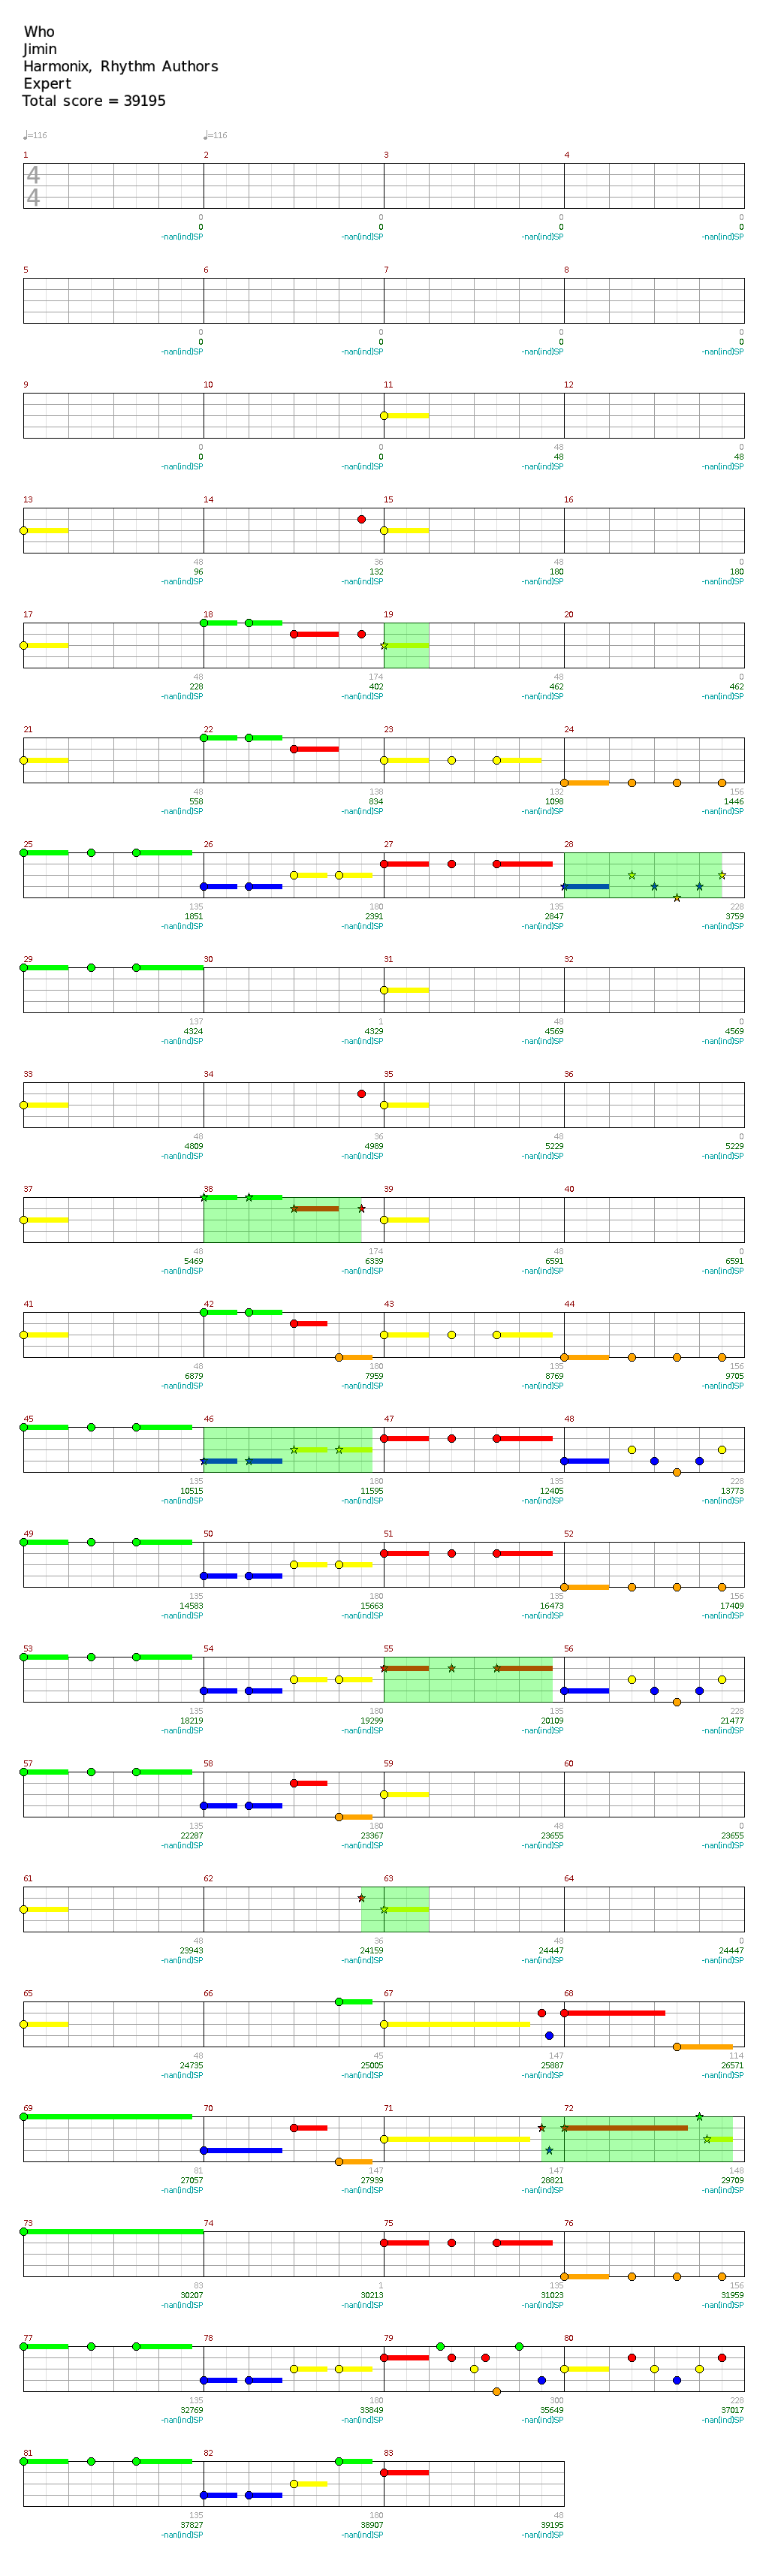 Who
Jimin
Harmonix, Rhythm Authors
Expert
Total score = 39195
♩=116 ♩=116
1 2 3 4
4
4
0 0 0 0
0 0 0 0
-nan(ind)SP -nan(ind)SP -nan(ind)SP -nan(ind)SP
5 6 7 8
0 0 0 0
0 0 0 0
-nan(ind)SP -nan(ind)SP -nan(ind)SP -nan(ind)SP
9 10 11 12
0 0 48 48
0 0 48 48
-nan(ind)SP -nan(ind)SP -nan(ind)SP -nan(ind)SP
13 14 15 16
48 36 48 0
96 132 180 180
-nan(ind)SP -nan(ind)SP -nan(ind)SP -nan(ind)SP
17 18 19 20
48 174 48 0
228 402 462 462
-nan(ind)SP -nan(ind)SP -nan(ind)SP -nan(ind)SP
21 22 23 24
48 138 132 156
558 834 1098 1446
-nan(ind)SP -nan(ind)SP -nan(ind)SP -nan(ind)SP
25 26 27 28
135 180 135 228
1851 2391 2847 3759
-nan(ind)SP -nan(ind)SP -nan(ind)SP -nan(ind)SP
29 30 31 32
137 1 48 0
4324 4329 4569 4569
-nan(ind)SP -nan(ind)SP -nan(ind)SP -nan(ind)SP
33 34 35 36
48 36 48 0
4809 4989 5229 5229
-nan(ind)SP -nan(ind)SP -nan(ind)SP -nan(ind)SP
37 38 39 40
48 174 48 0
5469 6339 6591 6591
-nan(ind)SP -nan(ind)SP -nan(ind)SP -nan(ind)SP
41 42 43 44
48 180 135 156
6879 7959 8769 9705
-nan(ind)SP -nan(ind)SP -nan(ind)SP -nan(ind)SP
45 46 47 48
135 180 135 228
10515 11595 12405 13773
-nan(ind)SP -nan(ind)SP -nan(ind)SP -nan(ind)SP
49 50 51 52
135 180 135 156
14583 15663 16473 17409
-nan(ind)SP -nan(ind)SP -nan(ind)SP -nan(ind)SP
53 54 55 56
135 180 135 228
18219 19299 20109 21477
-nan(ind)SP -nan(ind)SP -nan(ind)SP -nan(ind)SP
57 58 59 60
135 180 48 0
22287 23367 23655 23655
-nan(ind)SP -nan(ind)SP -nan(ind)SP -nan(ind)SP
61 62 63 64
48 36 48 0
23943 24159 24447 24447
-nan(ind)SP -nan(ind)SP -nan(ind)SP -nan(ind)SP
65 66 67 68
48 45 147 114
24735 25005 25887 26571
-nan(ind)SP -nan(ind)SP -nan(ind)SP -nan(ind)SP
69 70 71 72
81 147 147 148
27057 27939 28821 29709
-nan(ind)SP -nan(ind)SP -nan(ind)SP -nan(ind)SP
73 74 75 76
83 1 135 156
30207 30213 31023 31959
-nan(ind)SP -nan(ind)SP -nan(ind)SP -nan(ind)SP
77 78 79 80
135 180 300 228
32769 33849 35649 37017
-nan(ind)SP -nan(ind)SP -nan(ind)SP -nan(ind)SP
81 82 83
135 180 48
37827 38907 39195
-nan(ind)SP -nan(ind)SP -nan(ind)SP